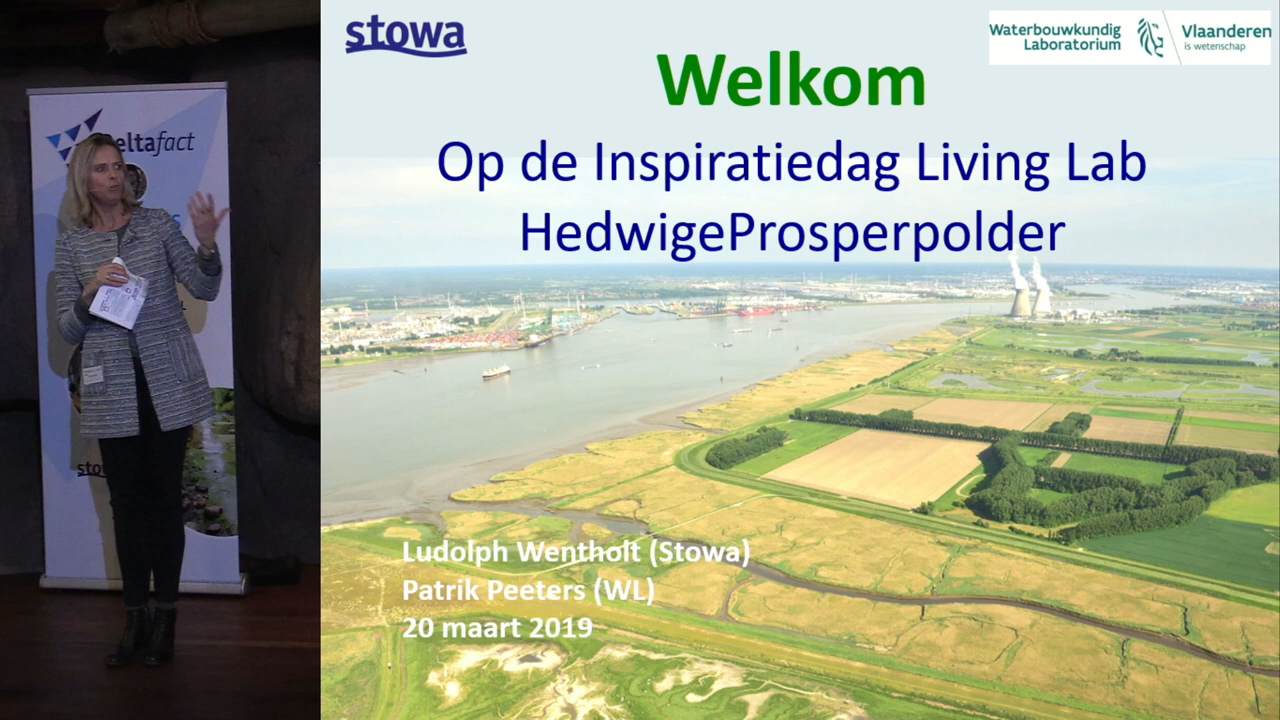 stowa
Waterbouwkundig
Laboratorium
Vlaanderen
is wetenschap
Welkom
Op de Inspiratiedag Living Lab
HedwigeProsperpolder
Ludolph Wentholt (Stowa)
Patrik Peeters (WL)
20 maart 2019
eltafact
sto